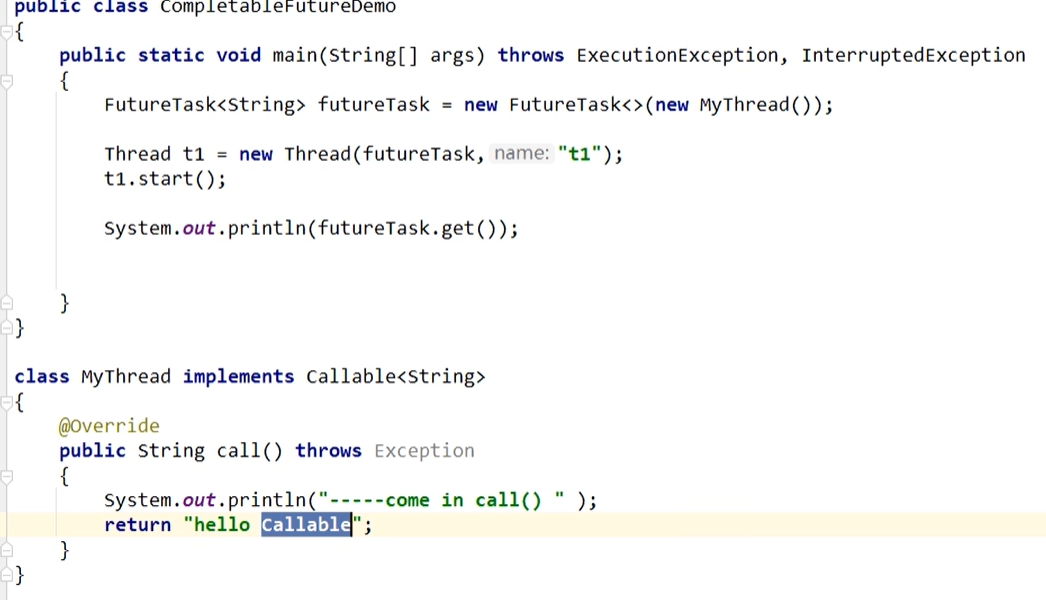 public class CompletableFutureDemo
{
public static void main(String[] args) throws ExecutionException, InterruptedException
{
FutureTask<String> futureTask = new FutureTask<>(new MyThread());
Thread t1 = new Thread(futureTask, name: "t1");
t1.start();
System.out.println(futureTask.get());
}
}
class MyThread implements Callable<String>
{
@Override
public String call() throws Exception
{
System.out.println("-----come in call() " );
return "hello Callable";
}
}